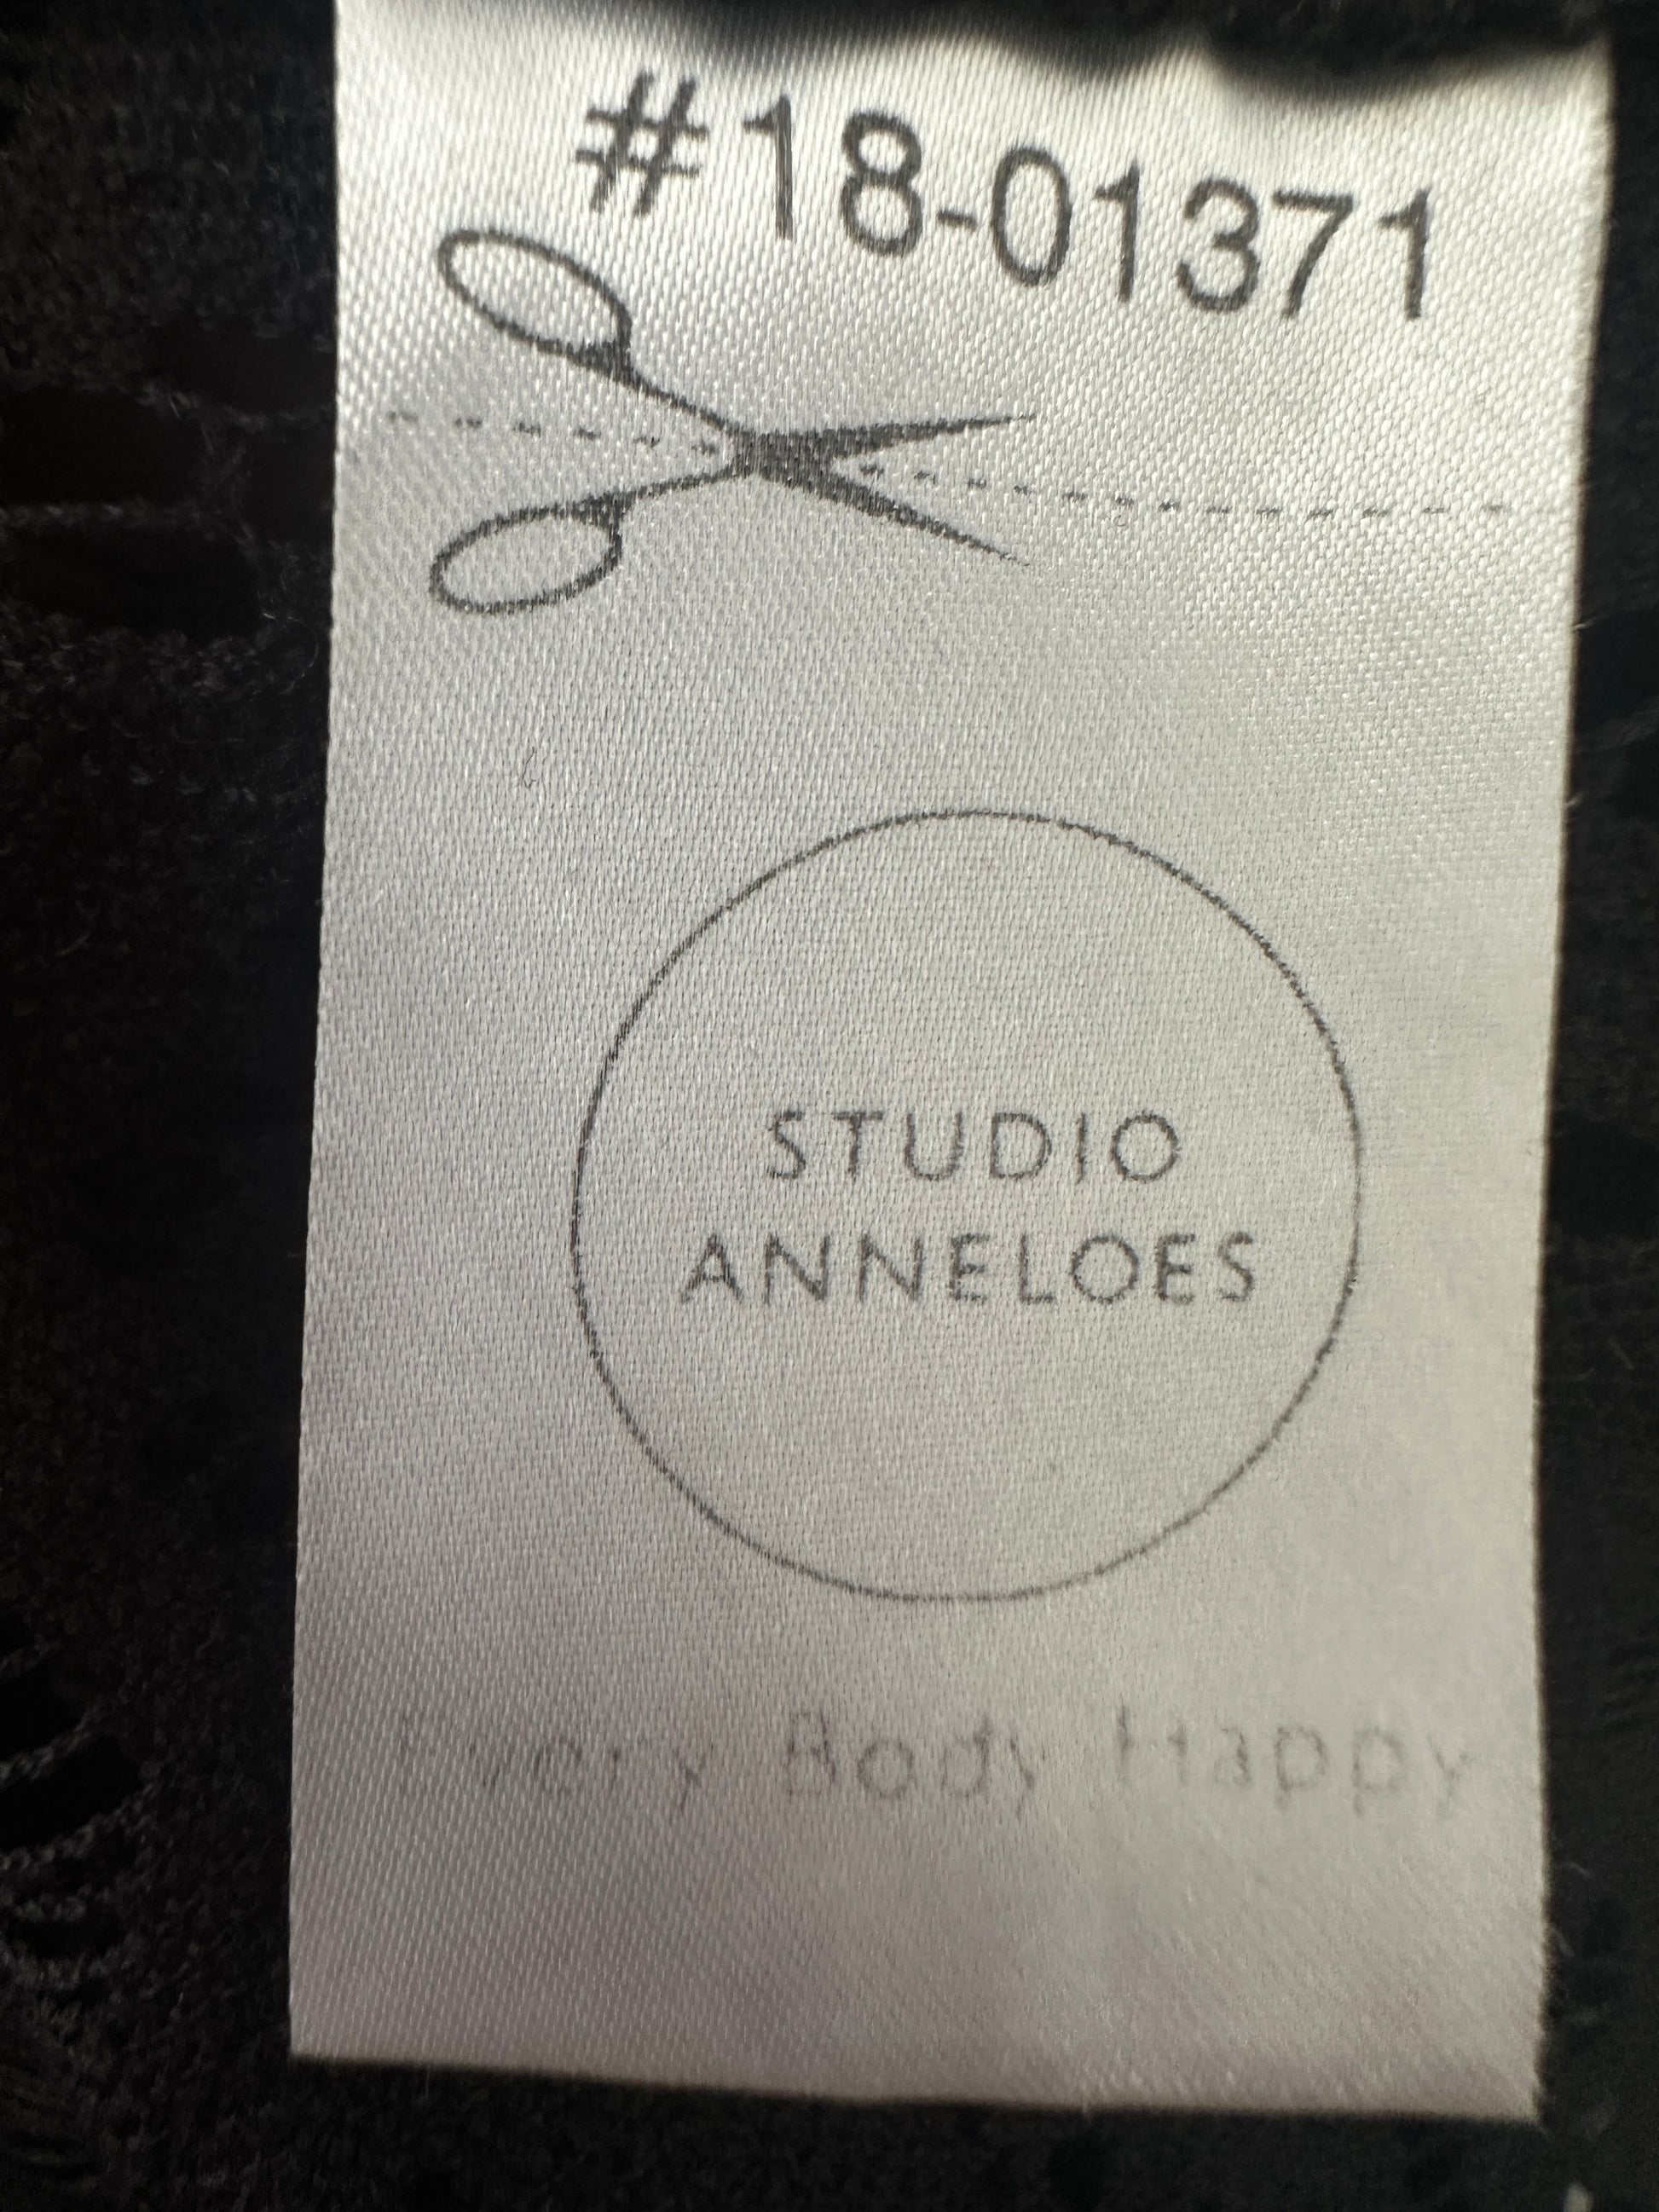 #18-01371
STUDIO
ANNELOES
Every Body Happy